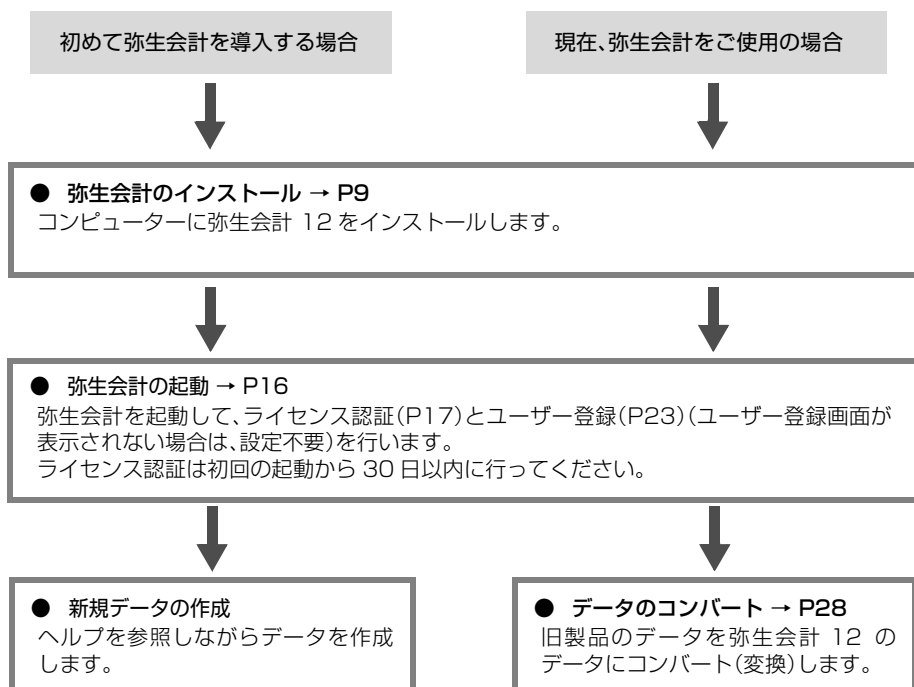 初めて弥生会計を導入する場合
現在、弥生会計をご使用の場合
● 弥生会計のインストール → P9
コンピューターに弥生会計 12 をインストールします。
● 弥生会計の起動 → P16
弥生会計を起動して、ライセンス認証(P17)とユーザー登録(P23)(ユーザー登録画面が
表示されない場合は、設定不要)を行います。
ライセンス認証は初回の起動から 30 日以内に行ってください。
● 新規データの作成
ヘルプを参照しながらデータを作成
します。
● データのコンバート → P28
旧製品のデータを弥生会計 12 の
データにコンバート(変換)します。